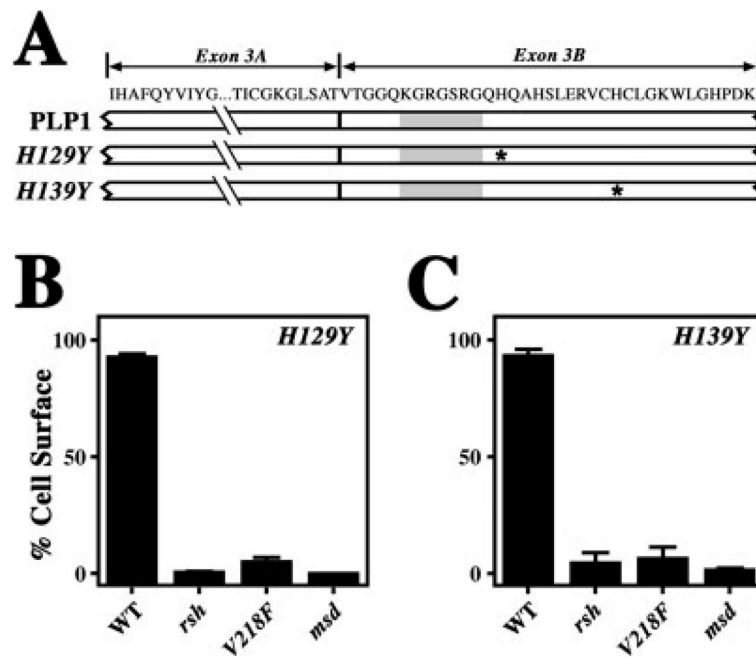 A
Exon 3A Exon 3B
IHAFQYVIYG...TICGKGLSATVTGGQKGRGSRGQHQAHSLERVCHCLGKWLGHPDK
PLP1
H129Y *
H139Y *
B C
H129Y H139Y
% Cell Surface
100 100
50 50
0 0
WT rsh V218F msd WT rsh V218F msd